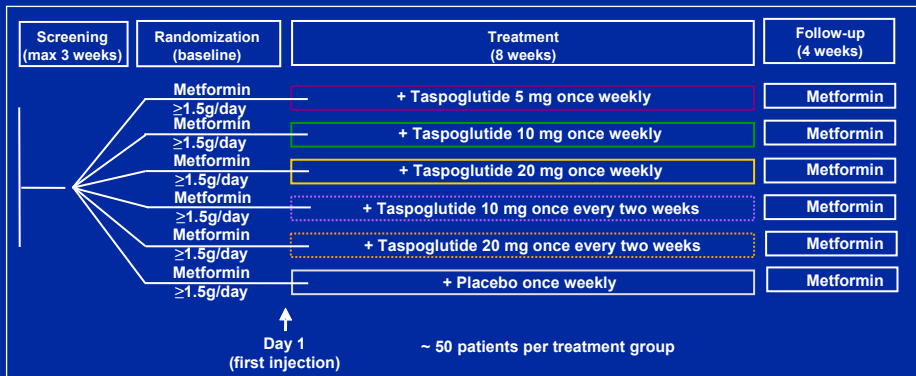 Screening
(max 3 weeks)
Randomization
(baseline)
Treatment
(8 weeks)
Follow-up
(4 weeks)
Metformin
≥1.5g/day
+ Taspoglutide 5 mg once weekly
Metformin
Metformin
≥1.5g/day
+ Taspoglutide 10 mg once weekly
Metformin
Metformin
≥1.5g/day
+ Taspoglutide 20 mg once weekly
Metformin
Metformin
≥1.5g/day
+ Taspoglutide 10 mg once every two weeks
Metformin
Metformin
≥1.5g/day
+ Taspoglutide 20 mg once every two weeks
Metformin
Metformin
≥1.5g/day
+ Placebo once weekly
Metformin
Day 1
(first injection)
~ 50 patients per treatment group